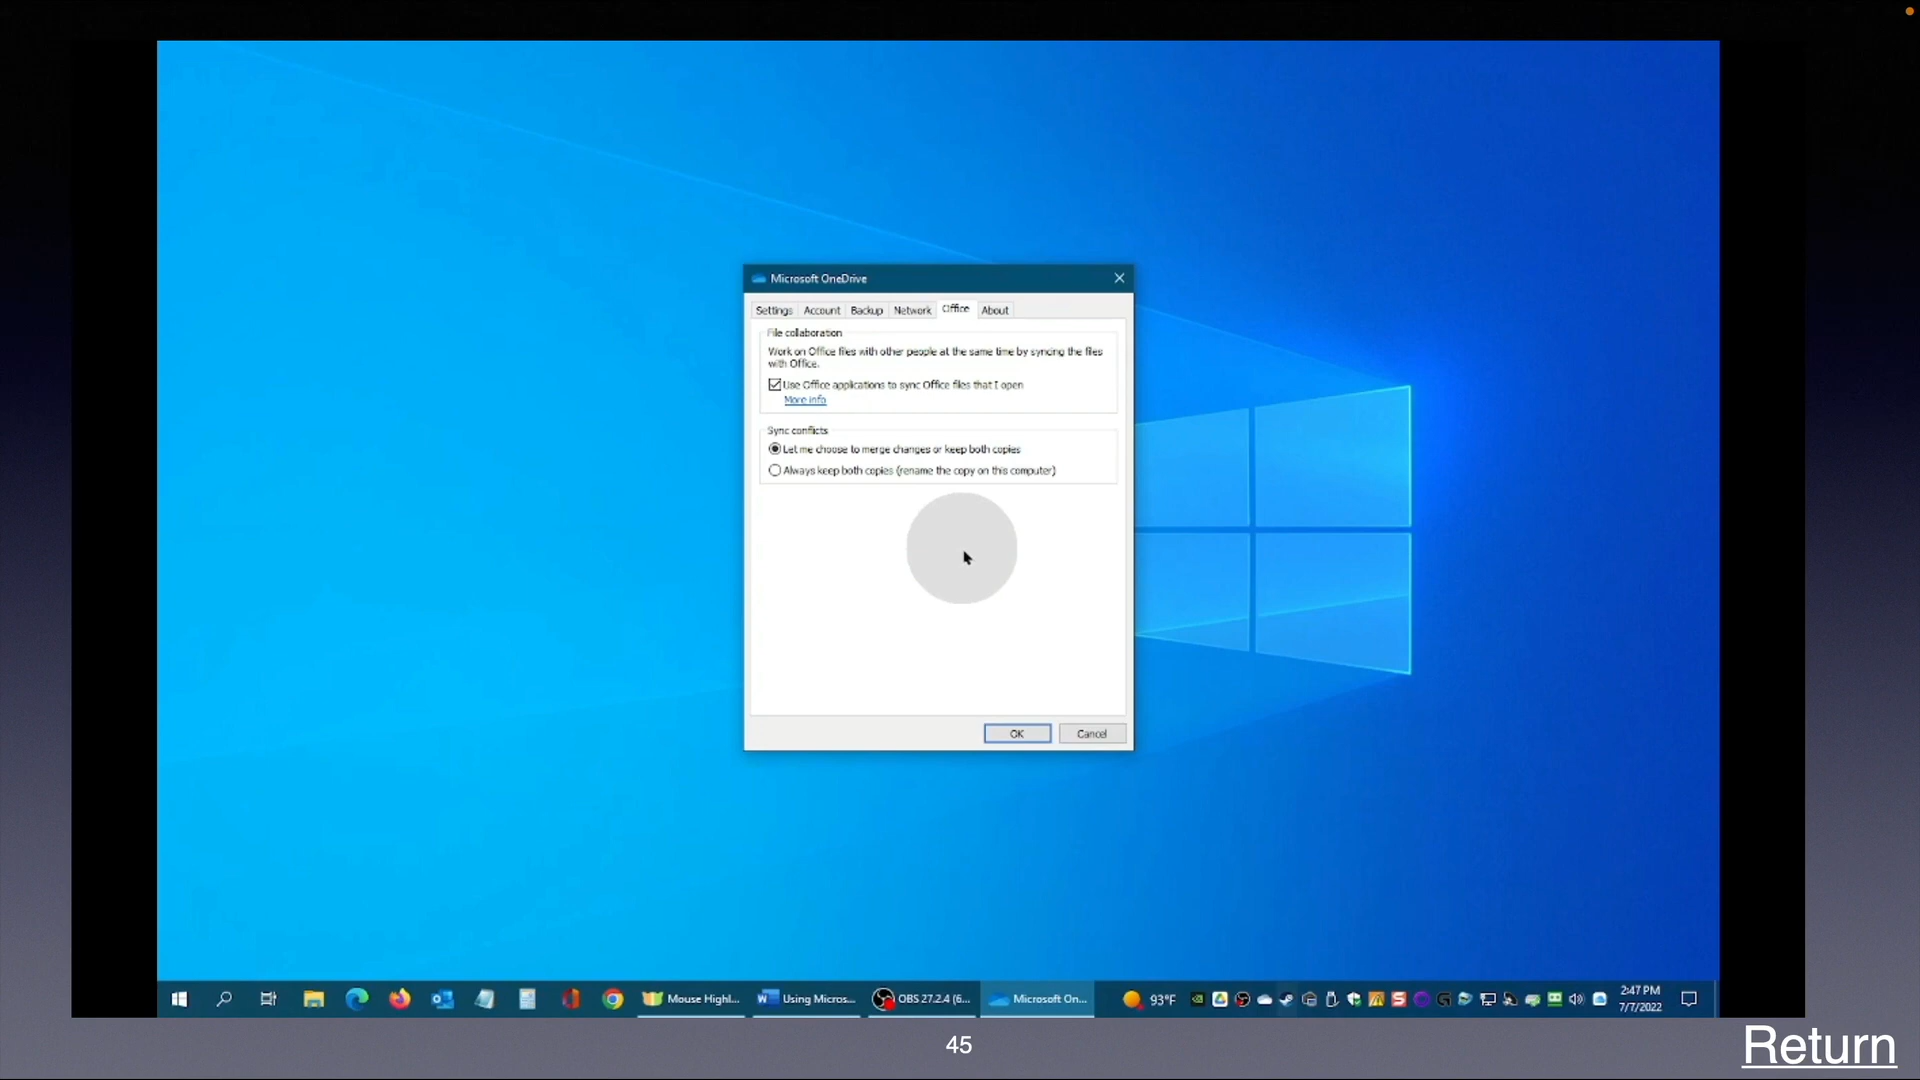 Microsoft OneDrive
Settings Account Backup Network Office About
File collaboration
Work on Office files with other people at the same time by syncing the files
with Office.
Use Office applications to sync Office files that I open
More info
Sync conflicts
Let me choose to merge changes or keep both copies
Always keep both copies (rename the copy on this computer)
OK Cancel
Mouse Highl... Using Micros... OBS 27.2.4 (6... Microsoft On... 93°F 2:47 PM
7/7/2022
45
Return